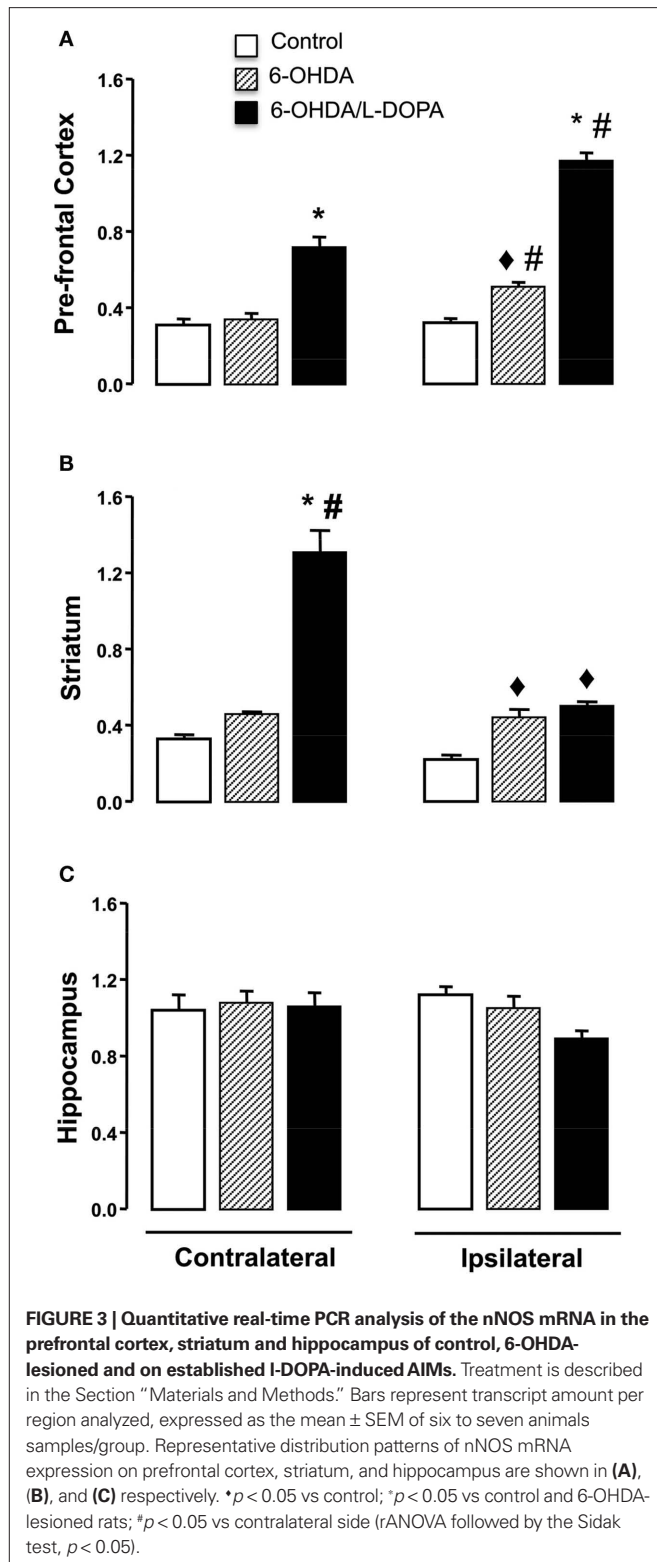 A
Control
6-OHDA
6-OHDA/L-DOPA
Pre-frontal Cortex
1.6
1.2
0.8
0.4
0.0
*
♦ #
* #
B
Striatum
1.6
1.2
0.8
0.4
0.0
* #
♦
♦
C
Hippocampus
1.6
1.2
0.8
0.4
0.0
Contralateral
Ipsilateral
FIGURE 3 | Quantitative real-time PCR analysis of the nNOS mRNA in the
prefrontal cortex, striatum and hippocampus of control, 6-OHDA-
lesioned and on established l-DOPA-induced AIMs. Treatment is described
in the Section “Materials and Methods.” Bars represent transcript amount per
region analyzed, expressed as the mean ± SEM of six to seven animals
samples/group. Representative distribution patterns of nNOS mRNA
expression on prefrontal cortex, striatum, and hippocampus are shown in (A),
(B), and (C) respectively. ♦p < 0.05 vs control; *p < 0.05 vs control and 6-OHDA-
lesioned rats; #p < 0.05 vs contralateral side (rANOVA followed by the Sidak
test, p < 0.05).